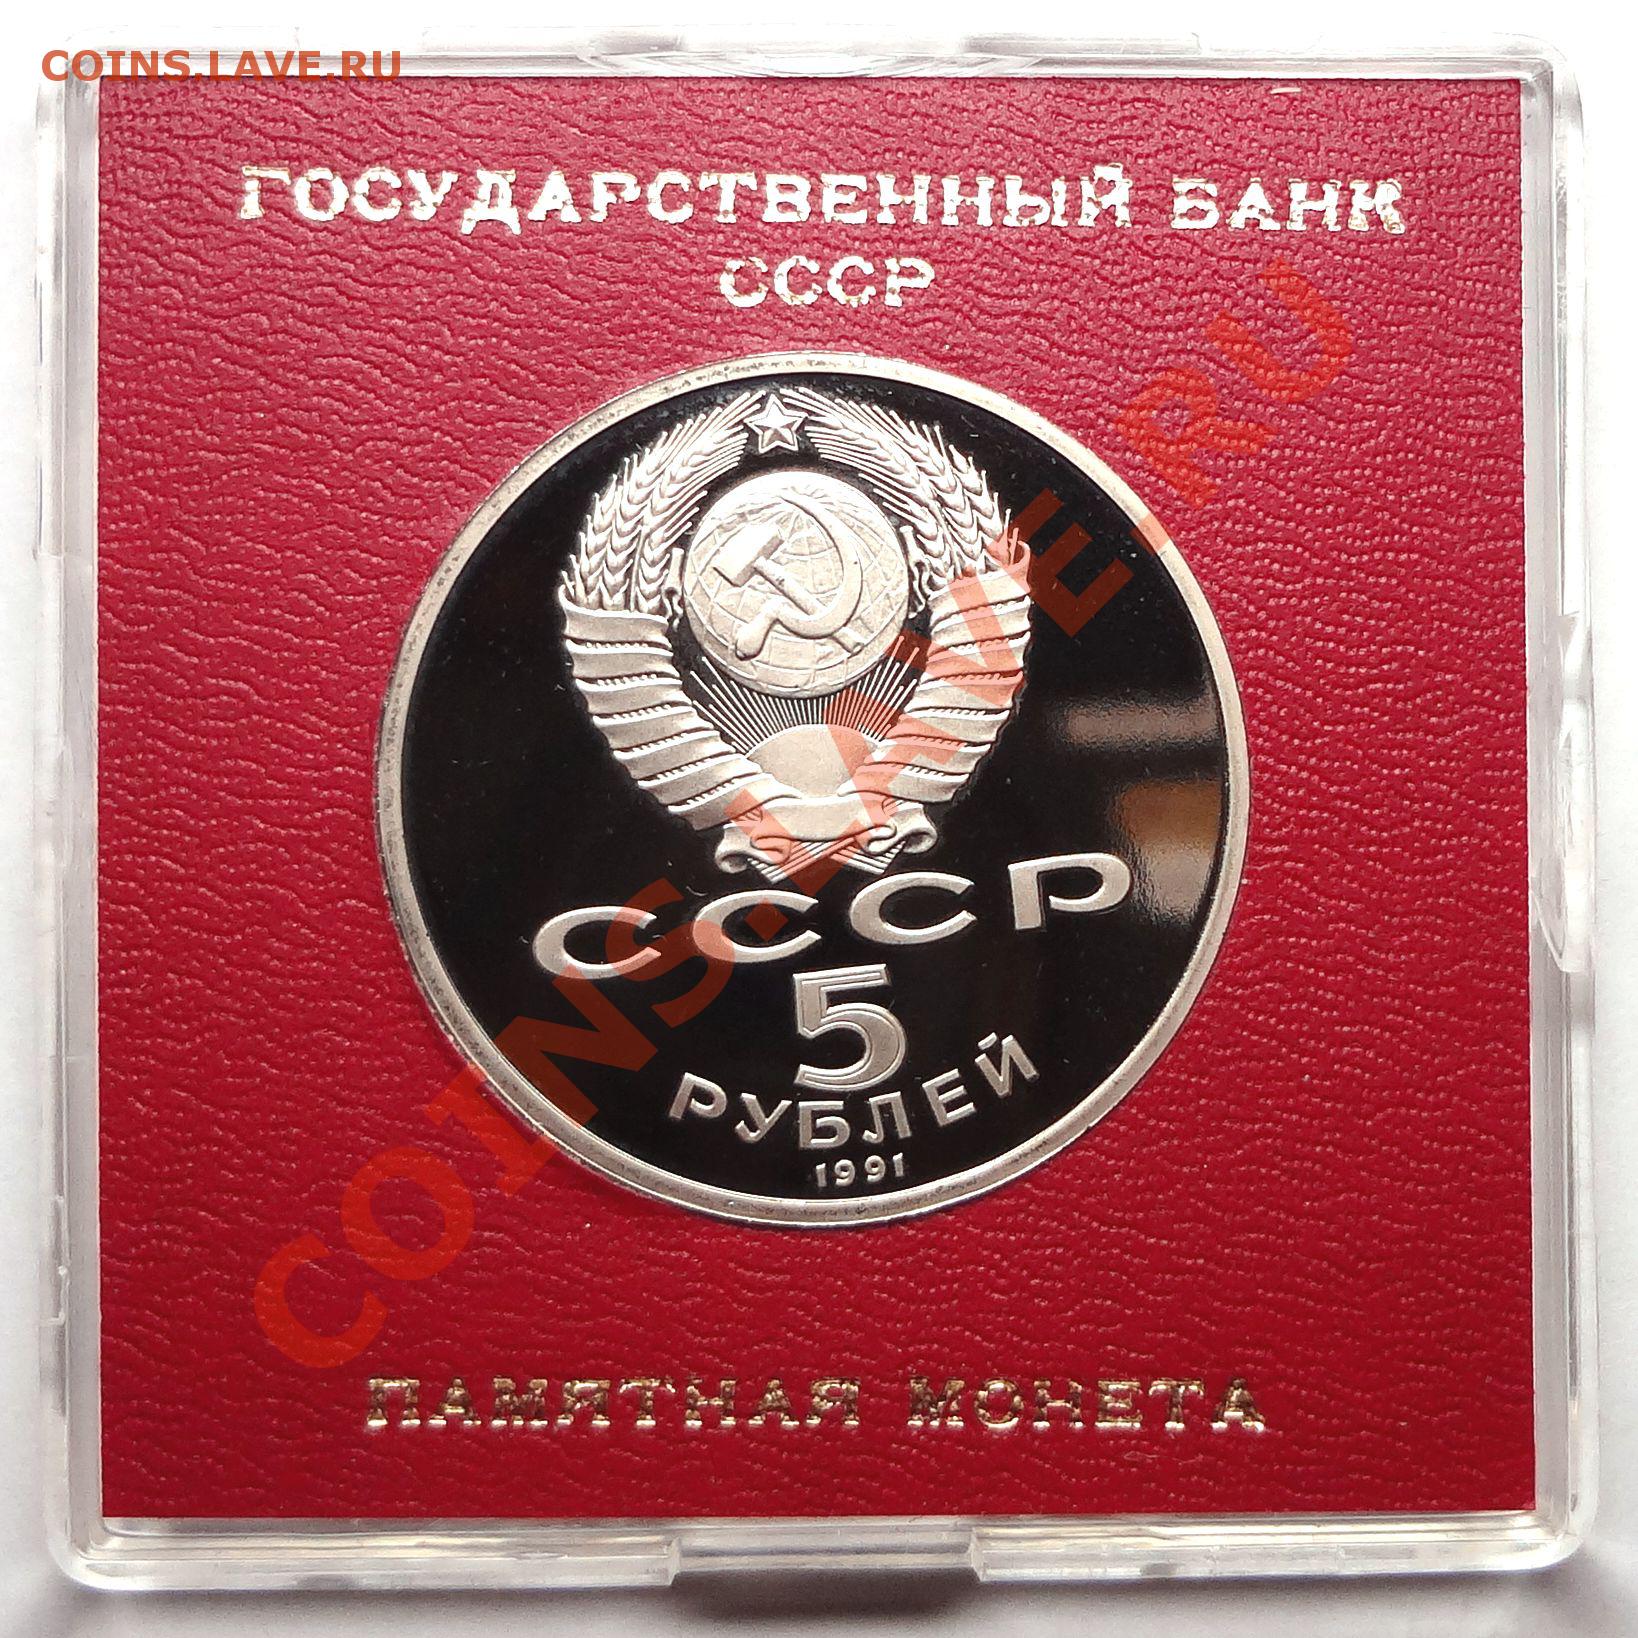 COINS.LAVE.RU
ГОСУДАРСТВЕННЫЙ БАНК
СССР
СССР
5
РУБЛЕЙ
1991
ПАМЯТНАЯ МОНЕТА
COINS.LAVE.RU